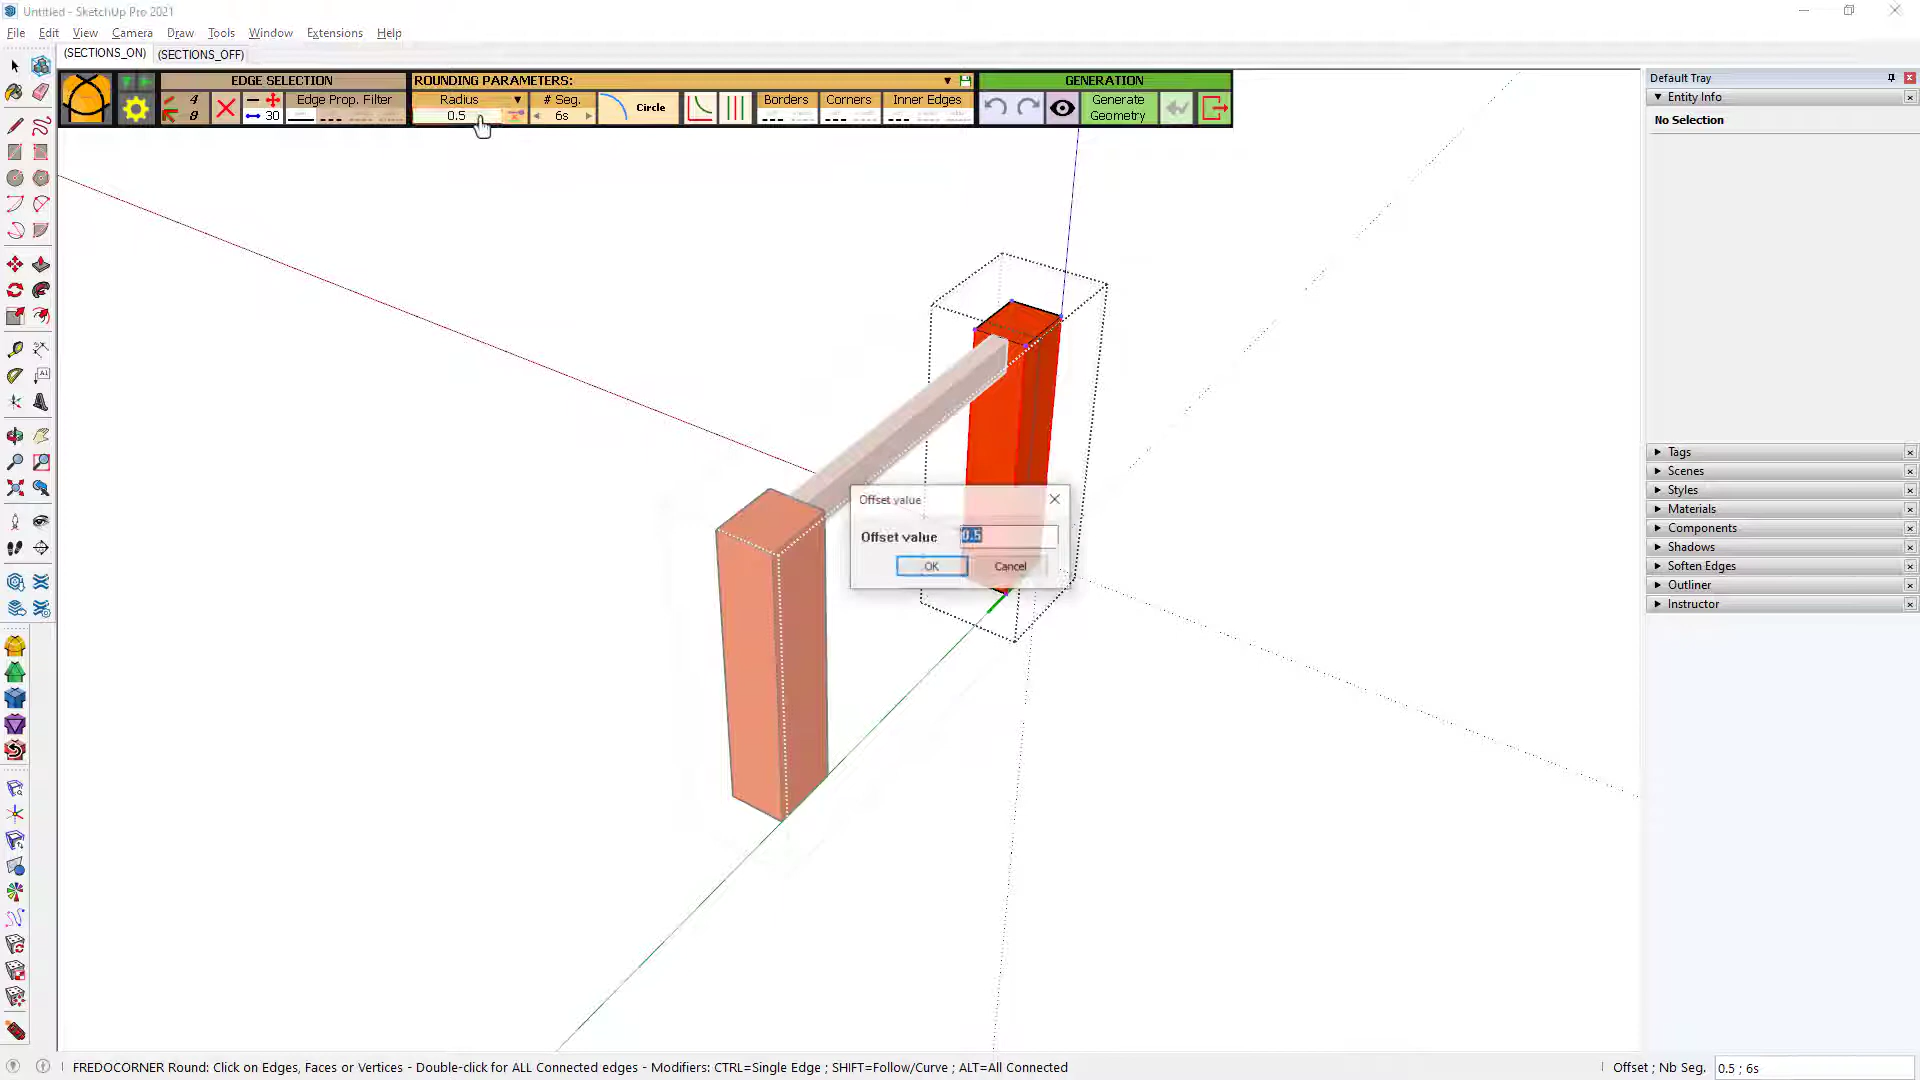 Untitled - SketchUp Pro 2021
File Edit View Camera Draw Tools Window Extensions Help
(SECTIONS_ON) (SECTIONS_OFF)
EDGE SELECTION ROUNDING PARAMETERS: GENERATION
4 8 30 Edge Prop. Filter
Radius 0.5
# Seg. 6s
Circle
Borders Corners Inner Edges
Generate
Geometry
Default Tray
Entity Info
No Selection
Offset value
Offset value 0.5
OK Cancel
Tags
Scenes
Styles
Materials
Components
Shadows
Soften Edges
Outliner
Instructor
FREDOCORNER Round: Click on Edges, Faces or Vertices - Double-click for ALL Connected edges - Modifiers: CTRL=Single Edge ; SHIFT=Follow/Curve ; ALT=All Connected
Offset ; Nb Seg. 0.5 ; 6s